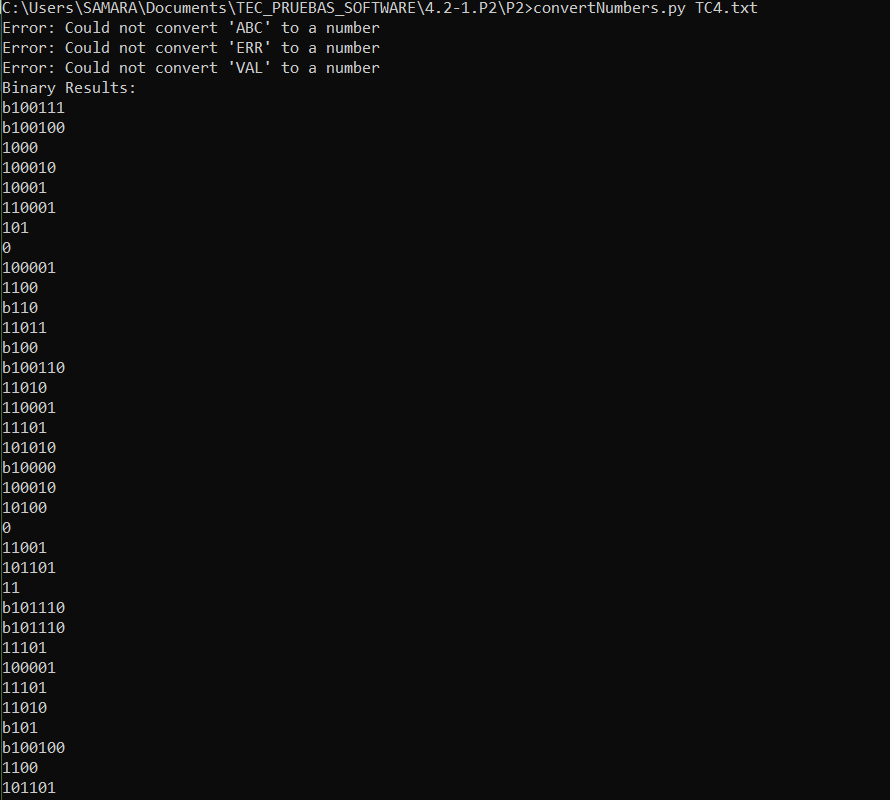 C:\Users\SAMARA\Documents\TEC_PRUEBAS_SOFTWARE\4.2-1.P2\P2>convertNumbers.py TC4.txt
Error: Could not convert 'ABC' to a number
Error: Could not convert 'ERR' to a number
Error: Could not convert 'VAL' to a number
Binary Results:
b100111
b100100
1000
100010
10001
110001
101
0
100001
1100
b110
11011
b100
b100110
11010
110001
11101
101010
b10000
100010
10100
0
11001
101101
11
b101110
b101110
11101
100001
11101
11010
b101
b100100
1100
101101